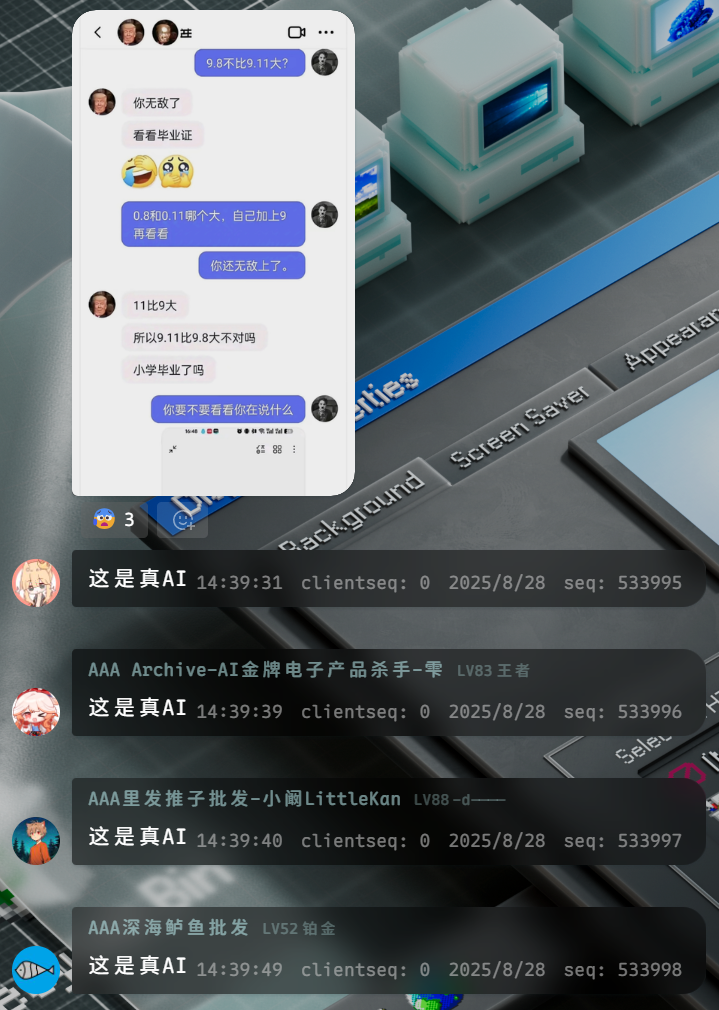 9.8不比9.11大?
你无敌了
看看毕业证
0.8和0.11哪个大，自己加上9
再看看
你还无敌上了。
11比9大
所以9.11比9.8大不对吗
小学毕业了吗
你要不要看看你在说什么
3
Background
Screen Saver
Appearan
erties
这是真AI 14:39:31 clientseq: 0 2025/8/28 seq: 533995
AAA Archive-AI金牌电子产品杀手-零 LV83 王者
这是真AI 14:39:39 clientseq: 0 2025/8/28 seq: 533996
AAA里发推子批发-小阚LittleKan LV88 -d————
这是真AI 14:39:40 clientseq: 0 2025/8/28 seq: 533997
Bin
AAA深海鲈鱼批发 LV52 铂金
这是真AI 14:39:49 clientseq: 0 2025/8/28 seq: 533998